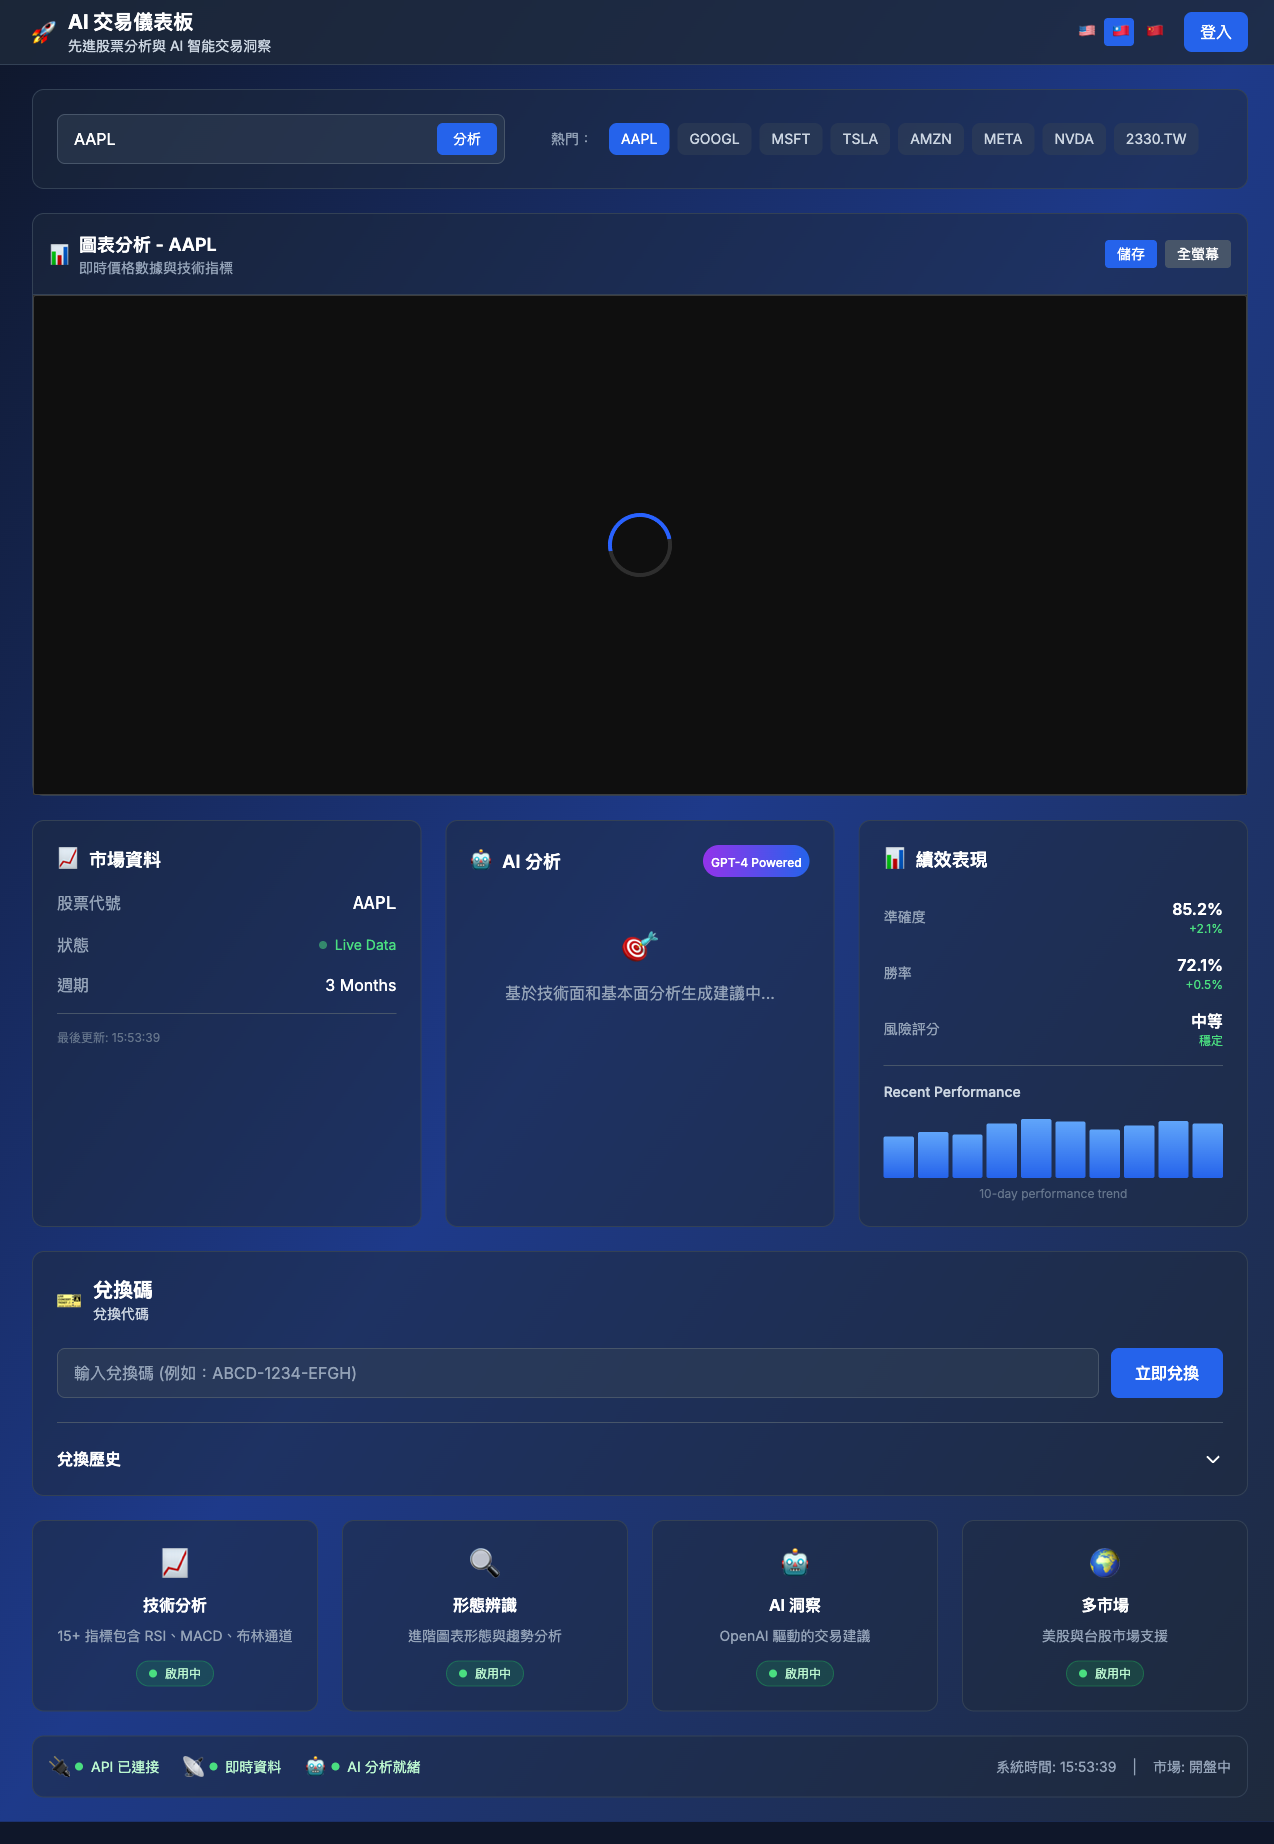 AI 交易儀表板
先進股票分析與 AI 智能交易洞察
登入
AAPL
分析
熱門：
AAPL
GOOGL
MSFT
TSLA
AMZN
META
NVDA
2330.TW
圖表分析 - AAPL
即時價格數據與技術指標
儲存
全螢幕
市場資料
股票代號
AAPL
狀態
Live Data
週期
3 Months
最後更新: 15:53:39
AI 分析
GPT-4 Powered
基於技術面和基本面分析生成建議中...
績效表現
準確度
85.2%
+2.1%
勝率
72.1%
+0.5%
風險評分
中等
穩定
Recent Performance
10-day performance trend
兌換碼
兌換代碼
輸入兌換碼 (例如：ABCD-1234-EFGH)
立即兌換
兌換歷史
技術分析
15+ 指標包含 RSI、MACD、布林通道
啟用中
形態辨識
進階圖表形態與趨勢分析
啟用中
AI 洞察
OpenAI 驅動的交易建議
啟用中
多市場
美股與台股市場支援
啟用中
API 已連接
即時資料
AI 分析就緒
系統時間: 15:53:39
|
市場: 開盤中